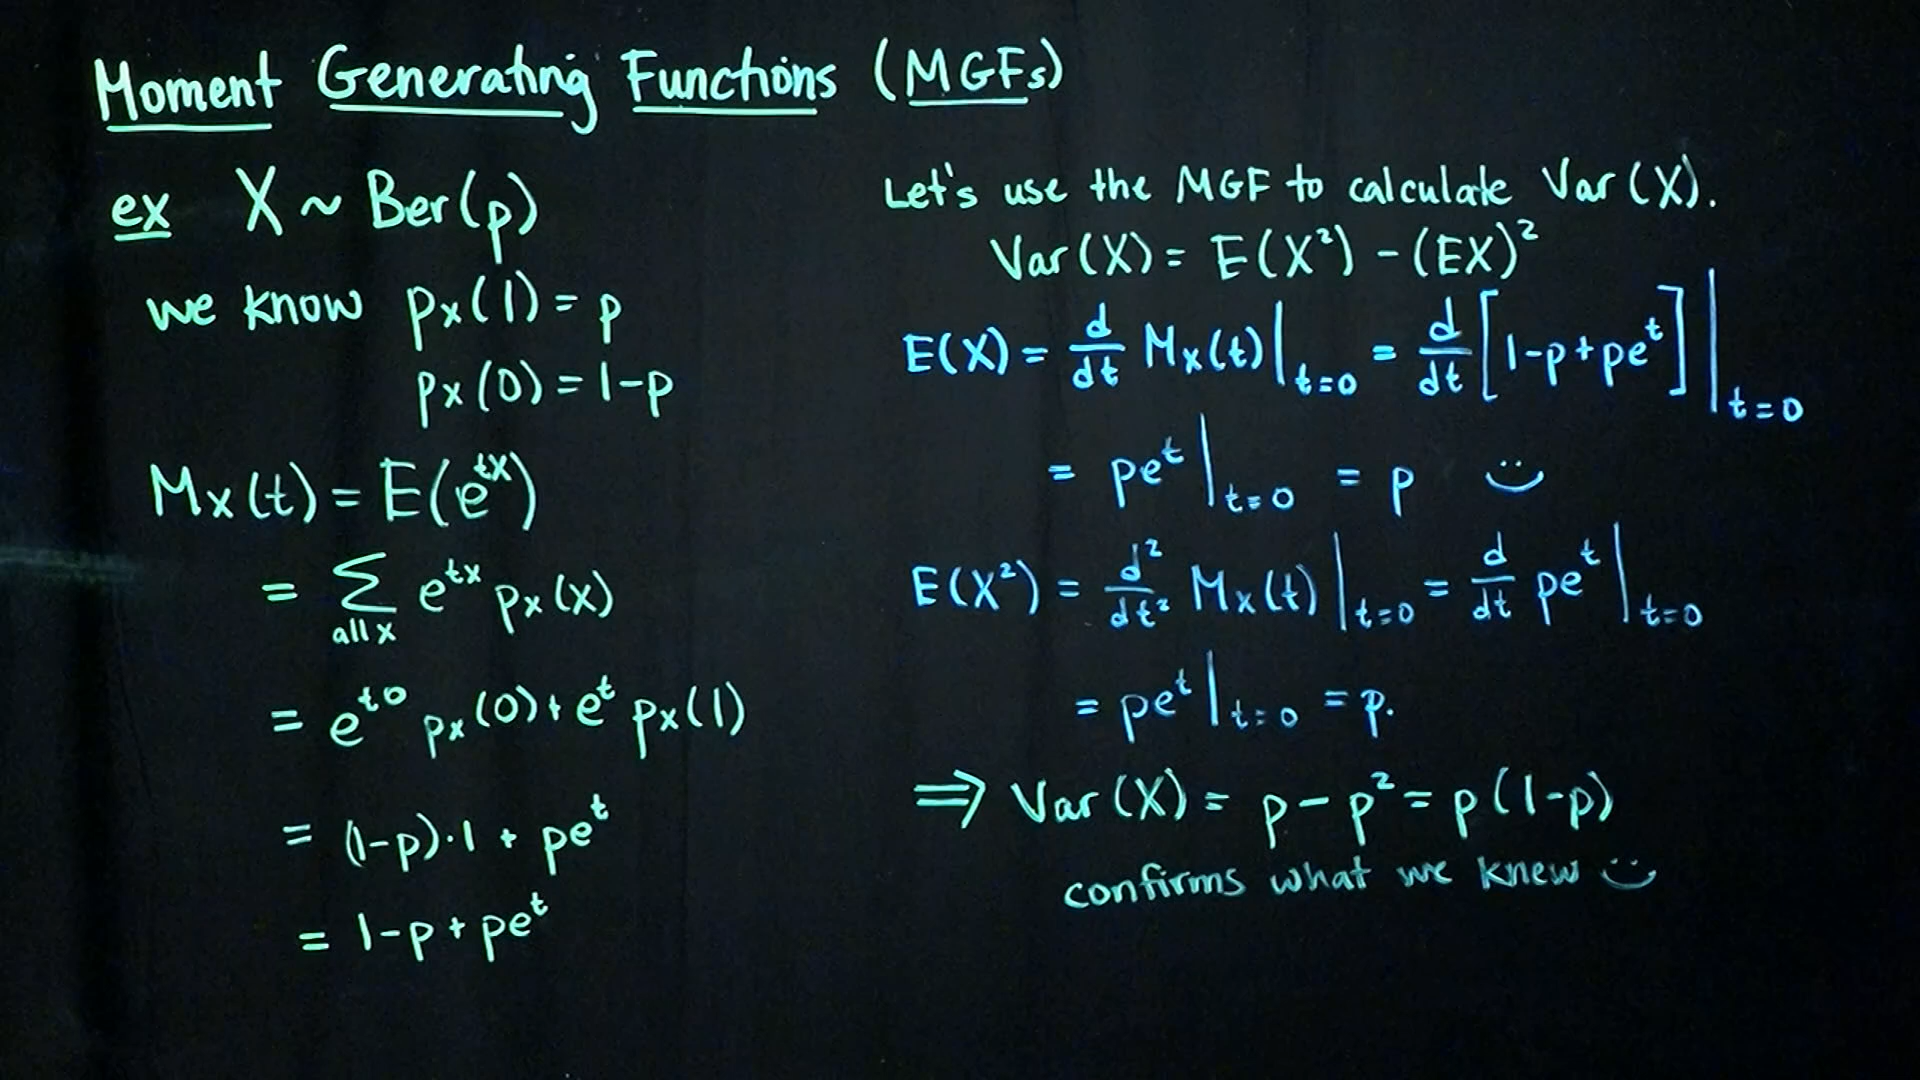 Moment Generating Functions (MGFs)
ex X ~ Ber(p)
we know pₓ(1) = p
pₓ(0) = 1-p
Mₓ(t) = E(e^{tX})
= ∑_{all x} e^{tx} pₓ(x)
= e^{t0} pₓ(0) + e^t pₓ(1)
= (1-p)·1 + pe^t
= 1-p + pe^t
Let's use the MGF to calculate Var(X).
Var(X) = E(X²) - (EX)²
E(X) = d/dt Mₓ(t)|_{t=0} = d/dt [1-p+pe^t]|_{t=0}
= pe^t|_{t=0} = p ☺
E(X²) = d²/dt² Mₓ(t)|_{t=0} = d/dt pe^t|_{t=0}
= pe^t|_{t=0} = p.
⇒ Var(X) = p - p² = p(1-p)
confirms what we knew ☺